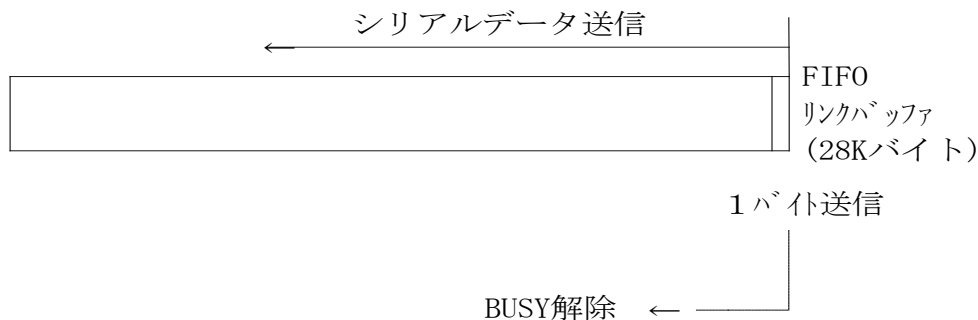 シリアルデータ送信
FIFO
リンクバッファ
(28Kバイト)
1バイト送信
BUSY解除